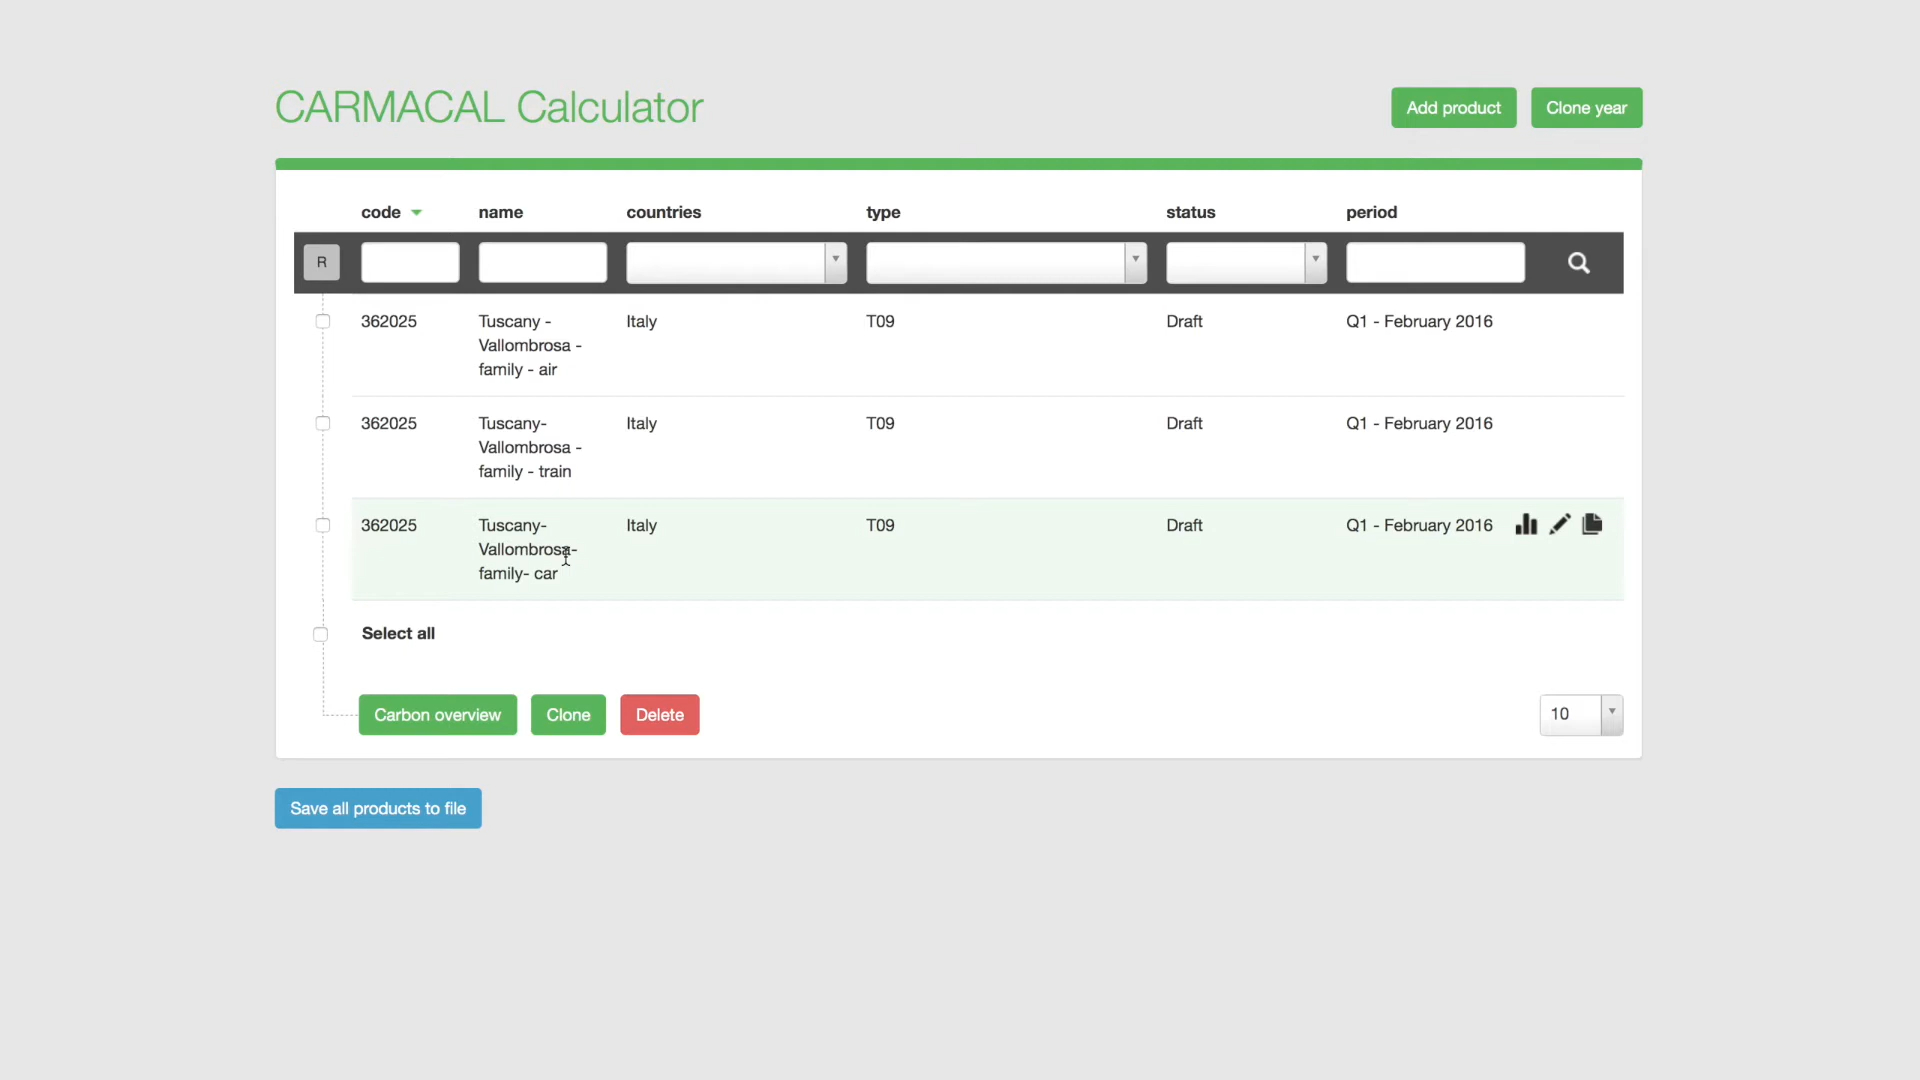 CARMACAL Calculator
Add product
Clone year
code
name
countries
type
status
period
R
362025
Tuscany -
Vallombrosa -
family - air
Italy
T09
Draft
Q1 - February 2016
362025
Tuscany-
Vallombrosa -
family - train
Italy
T09
Draft
Q1 - February 2016
362025
Tuscany-
Vallombrosa-
family- car
Italy
T09
Draft
Q1 - February 2016
Select all
Carbon overview
Clone
Delete
10
Save all products to file